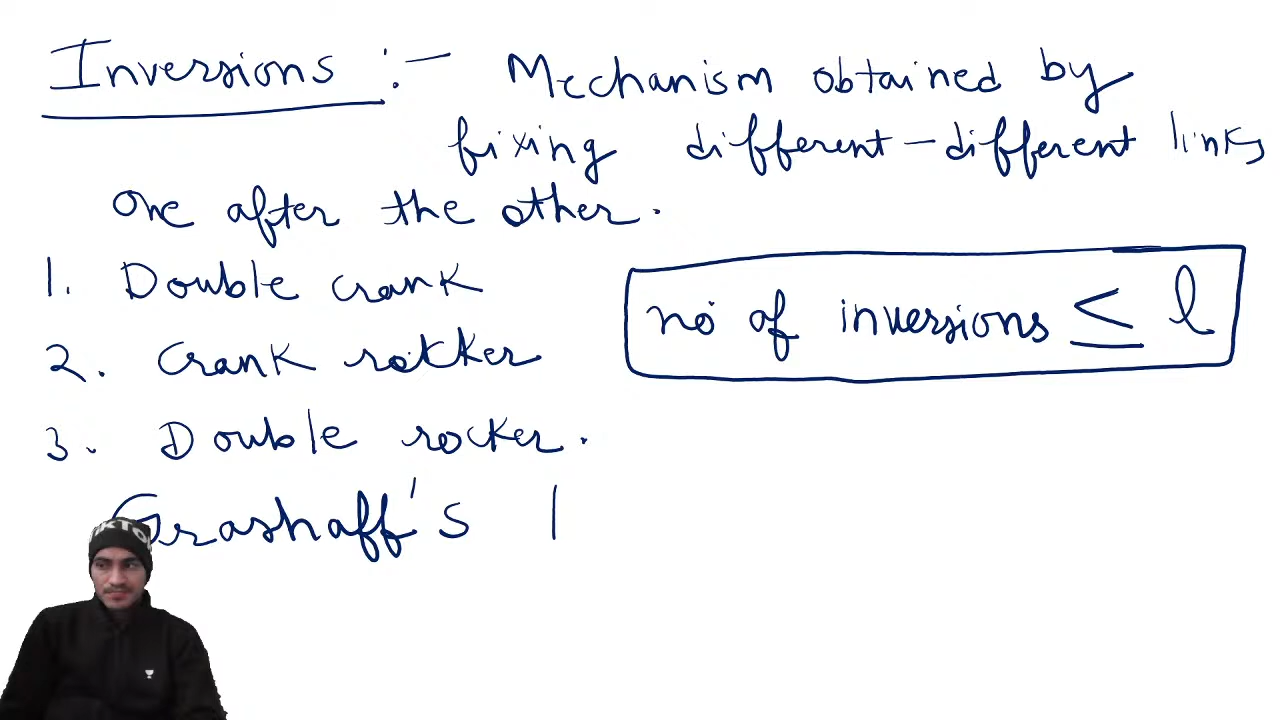 Inversions :- Mechanism obtained by
fixing different-different links
one after the other.
1. Double crank
no of inversions ≤ l
2. Crank rocker
3. Double rocker.
Grashaff's l